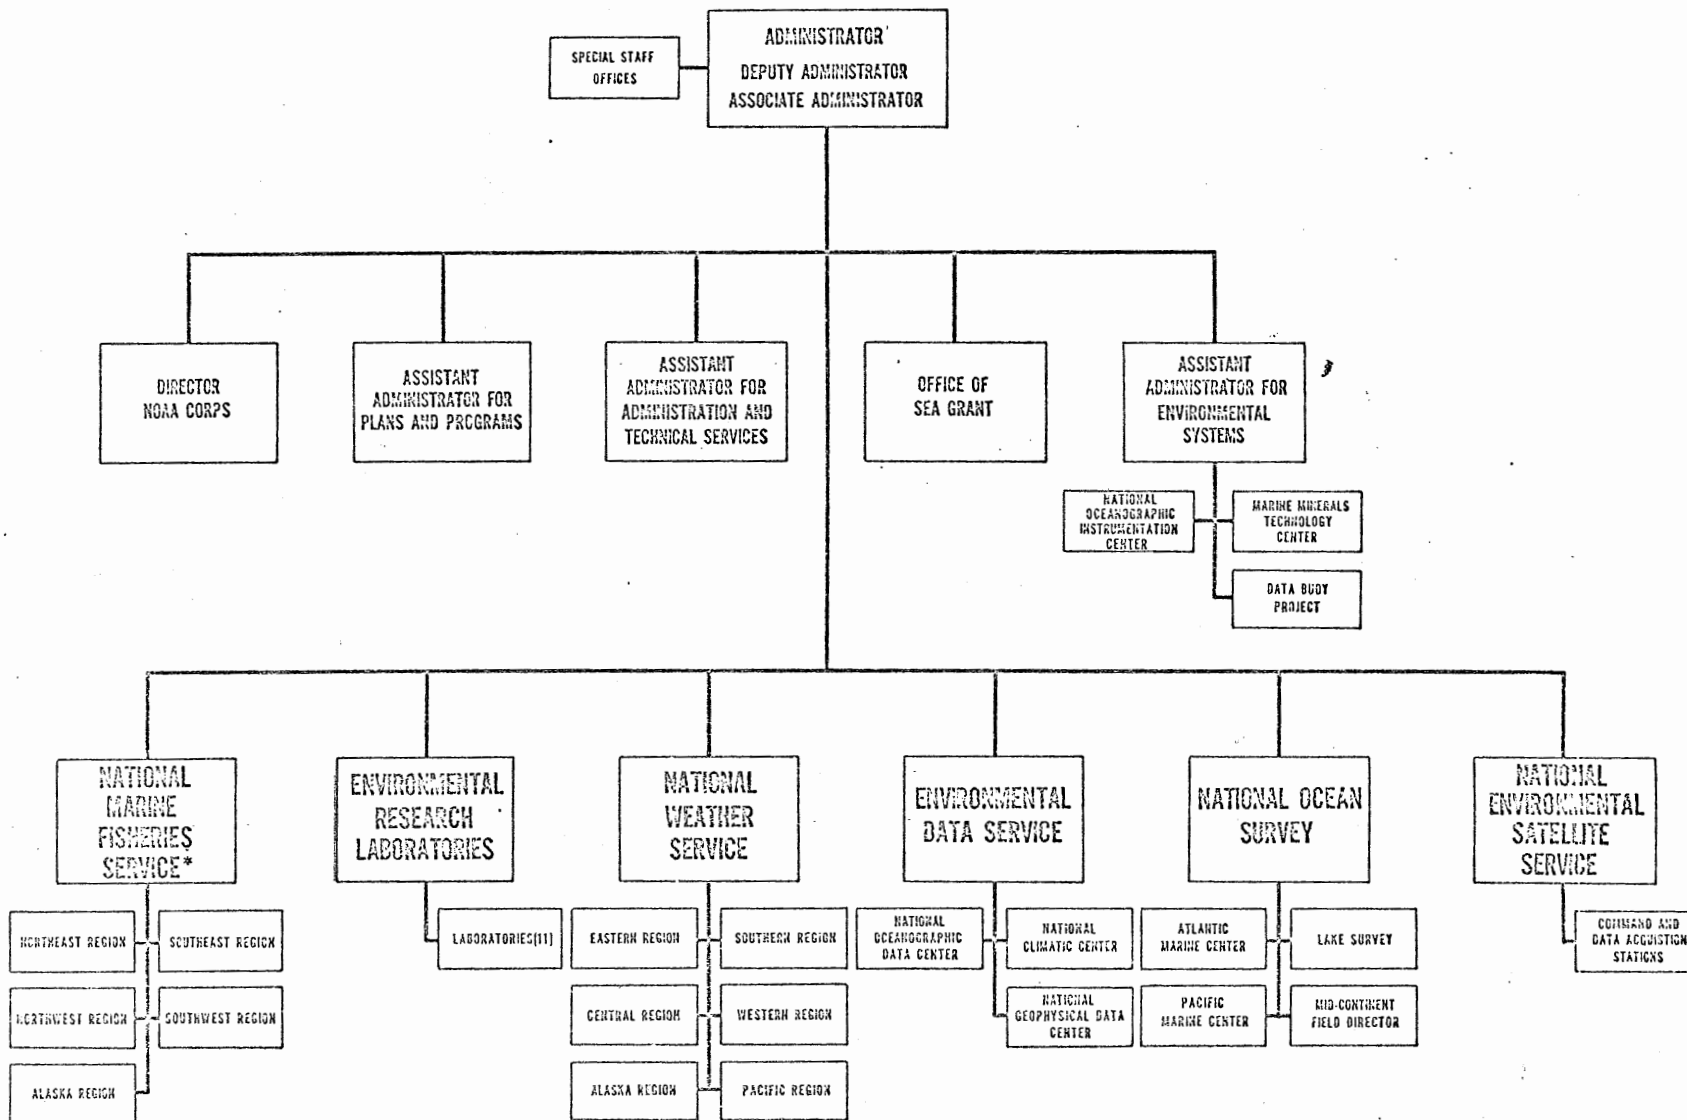 ADMINISTRATOR
DEPUTY ADMINISTRATOR
ASSOCIATE ADMINISTRATOR
SPECIAL STAFF
OFFICES
DIRECTOR
NOAA CORPS
ASSISTANT
ADMINISTRATOR FOR
PLANS AND PROGRAMS
ASSISTANT
ADMINISTRATOR FOR
ADMINISTRATION AND
TECHNICAL SERVICES
OFFICE OF
SEA GRANT
ASSISTANT
ADMINISTRATOR FOR
ENVIRONMENTAL
SYSTEMS
NATIONAL
OCEANOGRAPHIC
INSTRUMENTATION
CENTER
MARINE MINERALS
TECHNOLOGY
CENTER
DATA BUOY
PROJECT
NATIONAL
MARINE
FISHERIES
SERVICE*
NORTHEAST REGION
SOUTHEAST REGION
NORTHWEST REGION
SOUTHWEST REGION
ALASKA REGION
ENVIRONMENTAL
RESEARCH
LABORATORIES
LABORATORIES(11)
NATIONAL
WEATHER
SERVICE
EASTERN REGION
SOUTHERN REGION
CENTRAL REGION
WESTERN REGION
ALASKA REGION
PACIFIC REGION
ENVIRONMENTAL
DATA SERVICE
NATIONAL
OCEANOGRAPHIC
DATA CENTER
NATIONAL
CLIMATIC CENTER
NATIONAL
GEOPHYSICAL DATA
CENTER
NATIONAL OCEAN
SURVEY
ATLANTIC
MARINE CENTER
LAKE SURVEY
PACIFIC
MARINE CENTER
MID-CONTINENT
FIELD DIRECTOR
NATIONAL
ENVIRONMENTAL
SATELLITE
SERVICE
COMMAND AND
DATA ACQUISTION
STATIONS